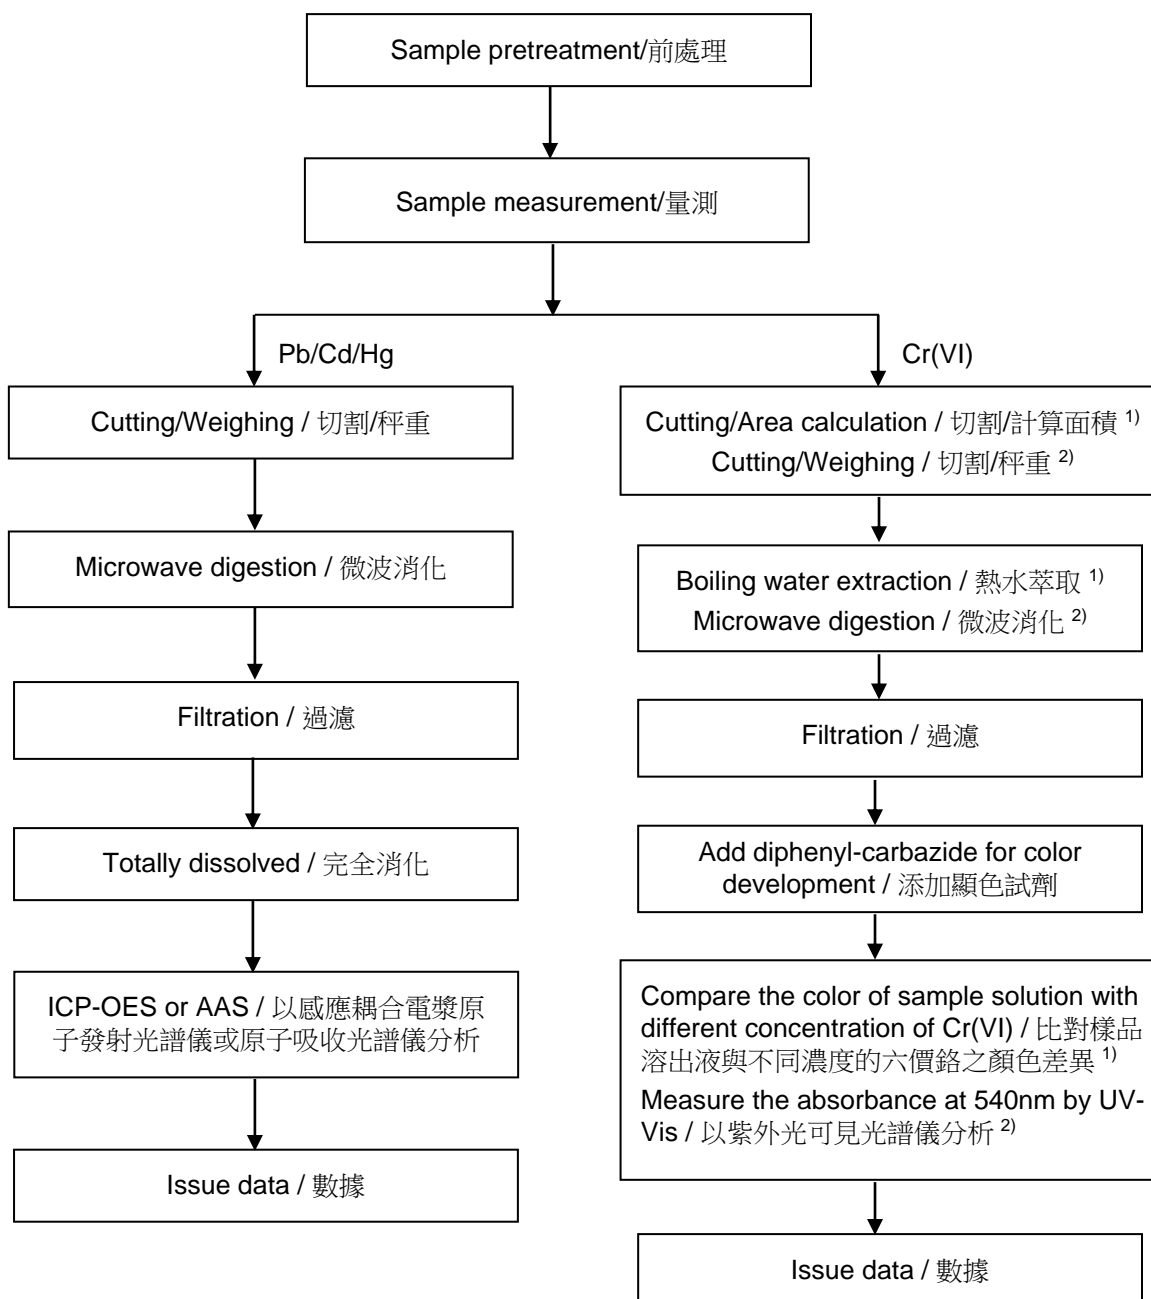 Sample pretreatment/前處理
Sample measurement/量測
Pb/Cd/Hg
Cutting/Weighing / 切割/秤重
Microwave digestion / 微波消化
Filtration / 過濾
Totally dissolved / 完全消化
ICP-OES or AAS / 以感應耦合電漿原
子發射光譜儀或原子吸收光譜儀分析
Issue data / 數據
Cr(VI)
Cutting/Area calculation / 切割/計算面積 1)
Cutting/Weighing / 切割/秤重 2)
Boiling water extraction / 熱水萃取 1)
Microwave digestion / 微波消化 2)
Filtration / 過濾
Add diphenyl-carbazide for color
development / 添加顯色試劑
Compare the color of sample solution with
different concentration of Cr(VI) / 比對樣品
溶出液與不同濃度的六價鉻之顏色差異 1)
Measure the absorbance at 540nm by UV-
Vis / 以紫外光可見光譜儀分析 2)
Issue data / 數據